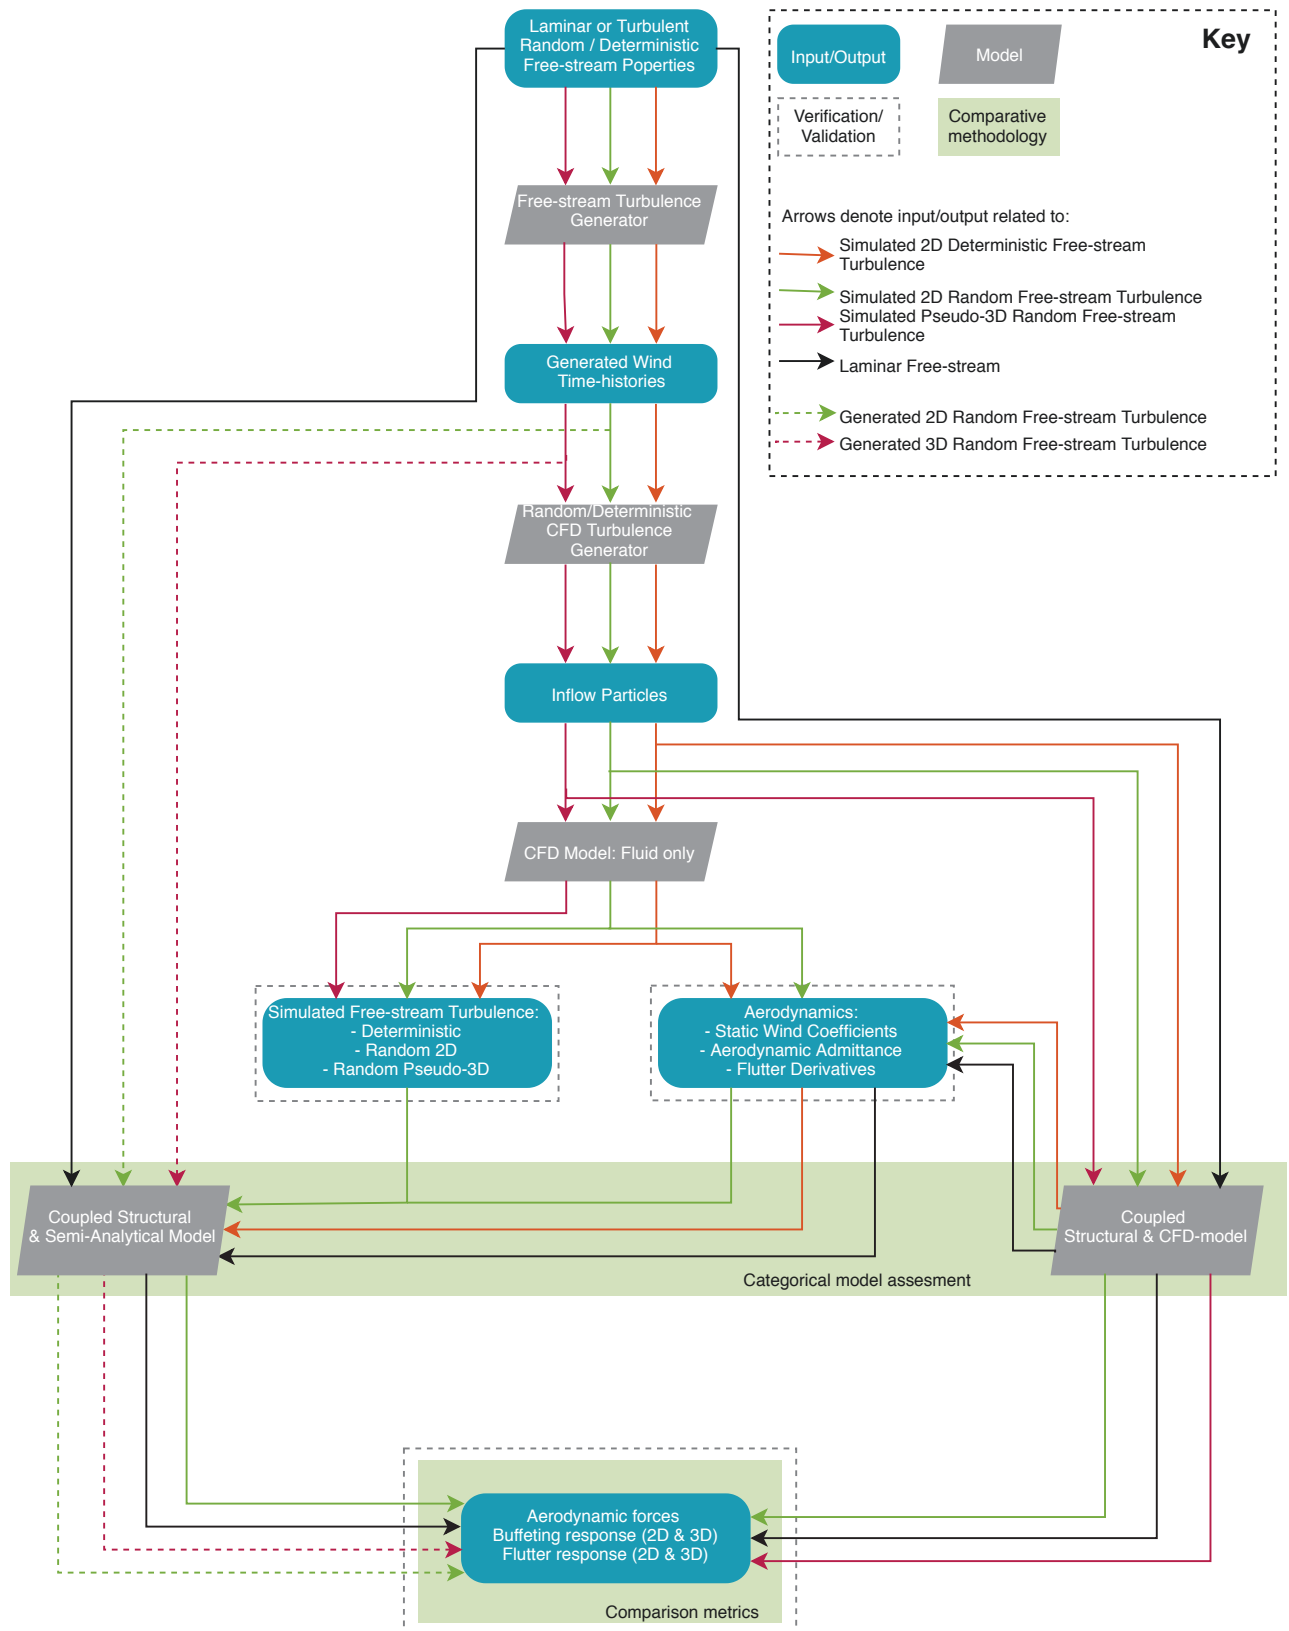 Laminar or Turbulent
Random / Deterministic
Free-stream Poperties
Key
Input/Output
Model
Verification/
Validation
Comparative
methodology
Arrows denote input/output related to:
Simulated 2D Deterministic Free-stream
Turbulence
Simulated 2D Random Free-stream Turbulence
Simulated Pseudo-3D Random Free-stream
Turbulence
Laminar Free-stream
Generated 2D Random Free-stream Turbulence
Generated 3D Random Free-stream Turbulence
Free-stream Turbulence
Generator
Generated Wind
Time-histories
Random/Deterministic
CFD Turbulence
Generator
Inflow Particles
CFD Model: Fluid only
Simulated Free-stream Turbulence:
- Deterministic
- Random 2D
- Random Pseudo-3D
Aerodynamics:
- Static Wind Coefficients
- Aerodynamic Admittance
- Flutter Derivatives
Coupled Structural
& Semi-Analytical Model
Coupled
Structural & CFD-model
Categorical model assesment
Aerodynamic forces
Buffeting response (2D & 3D)
Flutter response (2D & 3D)
Comparison metrics